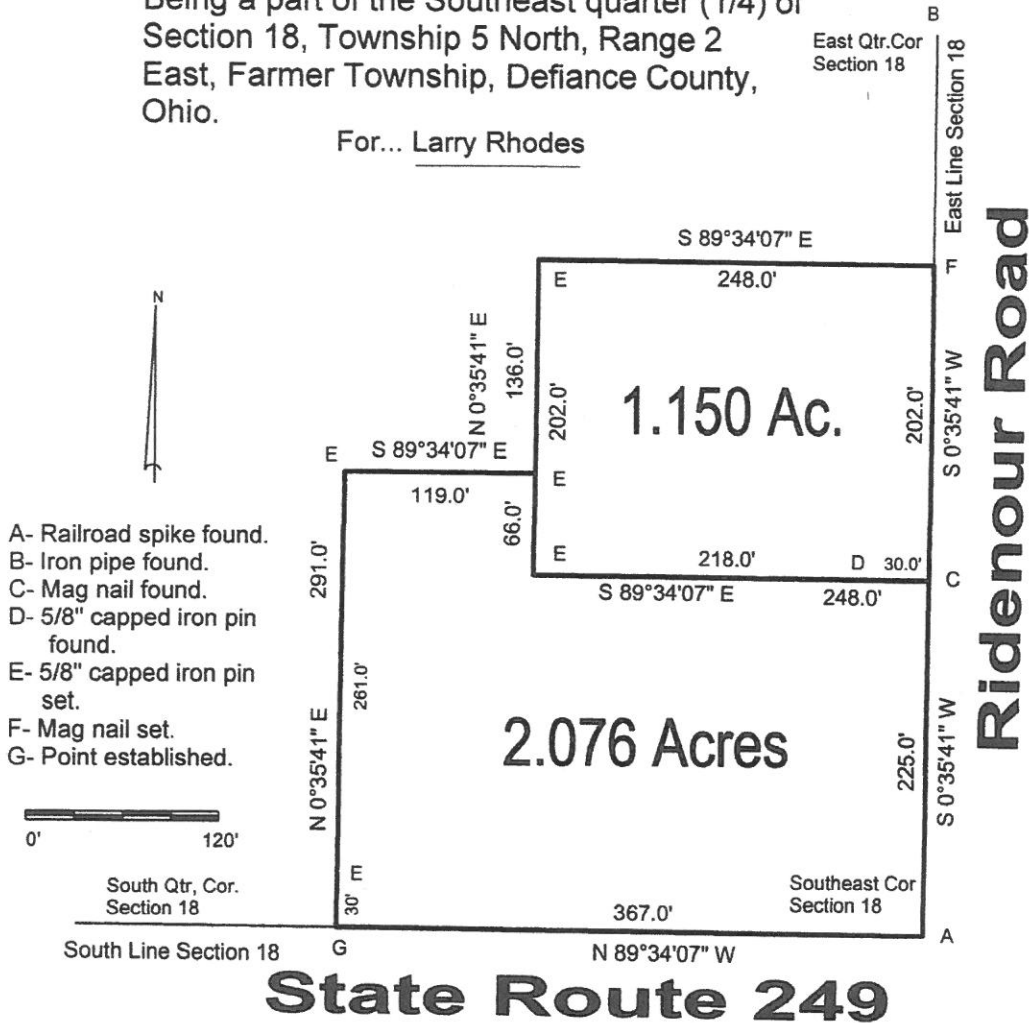 Being a part of the Southeast quarter (1/4) of
Section 18, Township 5 North, Range 2
East, Farmer Township, Defiance County,
Ohio.
For... Larry Rhodes
B
East Qtr.Cor
Section 18
East Line Section 18
S 89°34'07" E
248.0'
E
F
N
N 0°35'41" E
136.0'
202.0'
1.150 Ac.
202.0'
S 0°35'41" W
Ridenour Road
E
S 89°34'07" E
119.0'
E
66.0'
E
218.0'
D
30.0'
C
S 89°34'07" E
248.0'
A- Railroad spike found.
B- Iron pipe found.
C- Mag nail found.
D- 5/8" capped iron pin
found.
E- 5/8" capped iron pin
set.
F- Mag nail set.
G- Point established.
291.0'
261.0'
N 0°35'41" E
2.076 Acres
225.0'
S 0°35'41" W
0'
120'
South Qtr, Cor.
Section 18
E
30'
Southeast Cor
Section 18
367.0'
A
South Line Section 18
G
N 89°34'07" W
State Route 249